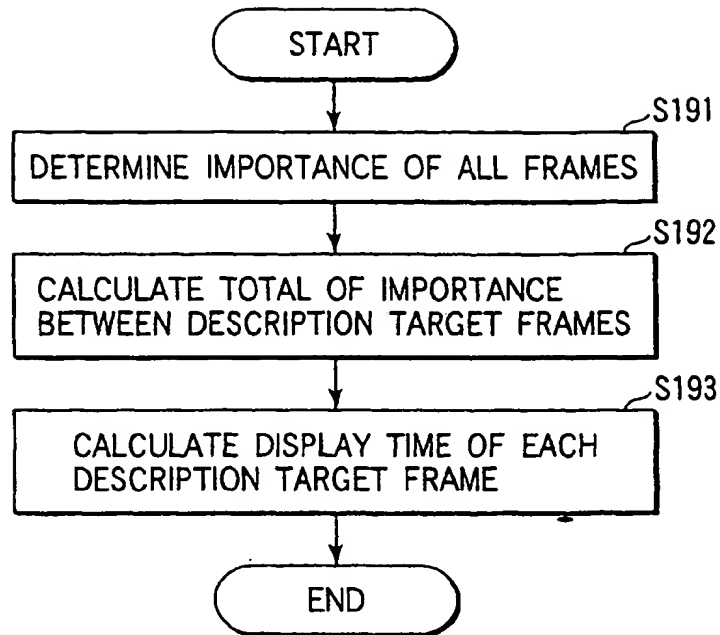 START
S191
DETERMINE IMPORTANCE OF ALL FRAMES
S192
CALCULATE TOTAL OF IMPORTANCE
BETWEEN DESCRIPTION TARGET FRAMES
S193
CALCULATE DISPLAY TIME OF EACH
DESCRIPTION TARGET FRAME
END